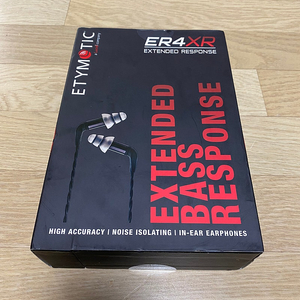 ETYMOTIC
ER4XR
EXTENDED RESPONSE
EXTENDED
BASS
RESPONSE
HIGH ACCURACY | NOISE ISOLATING | IN-EAR EARPHONES